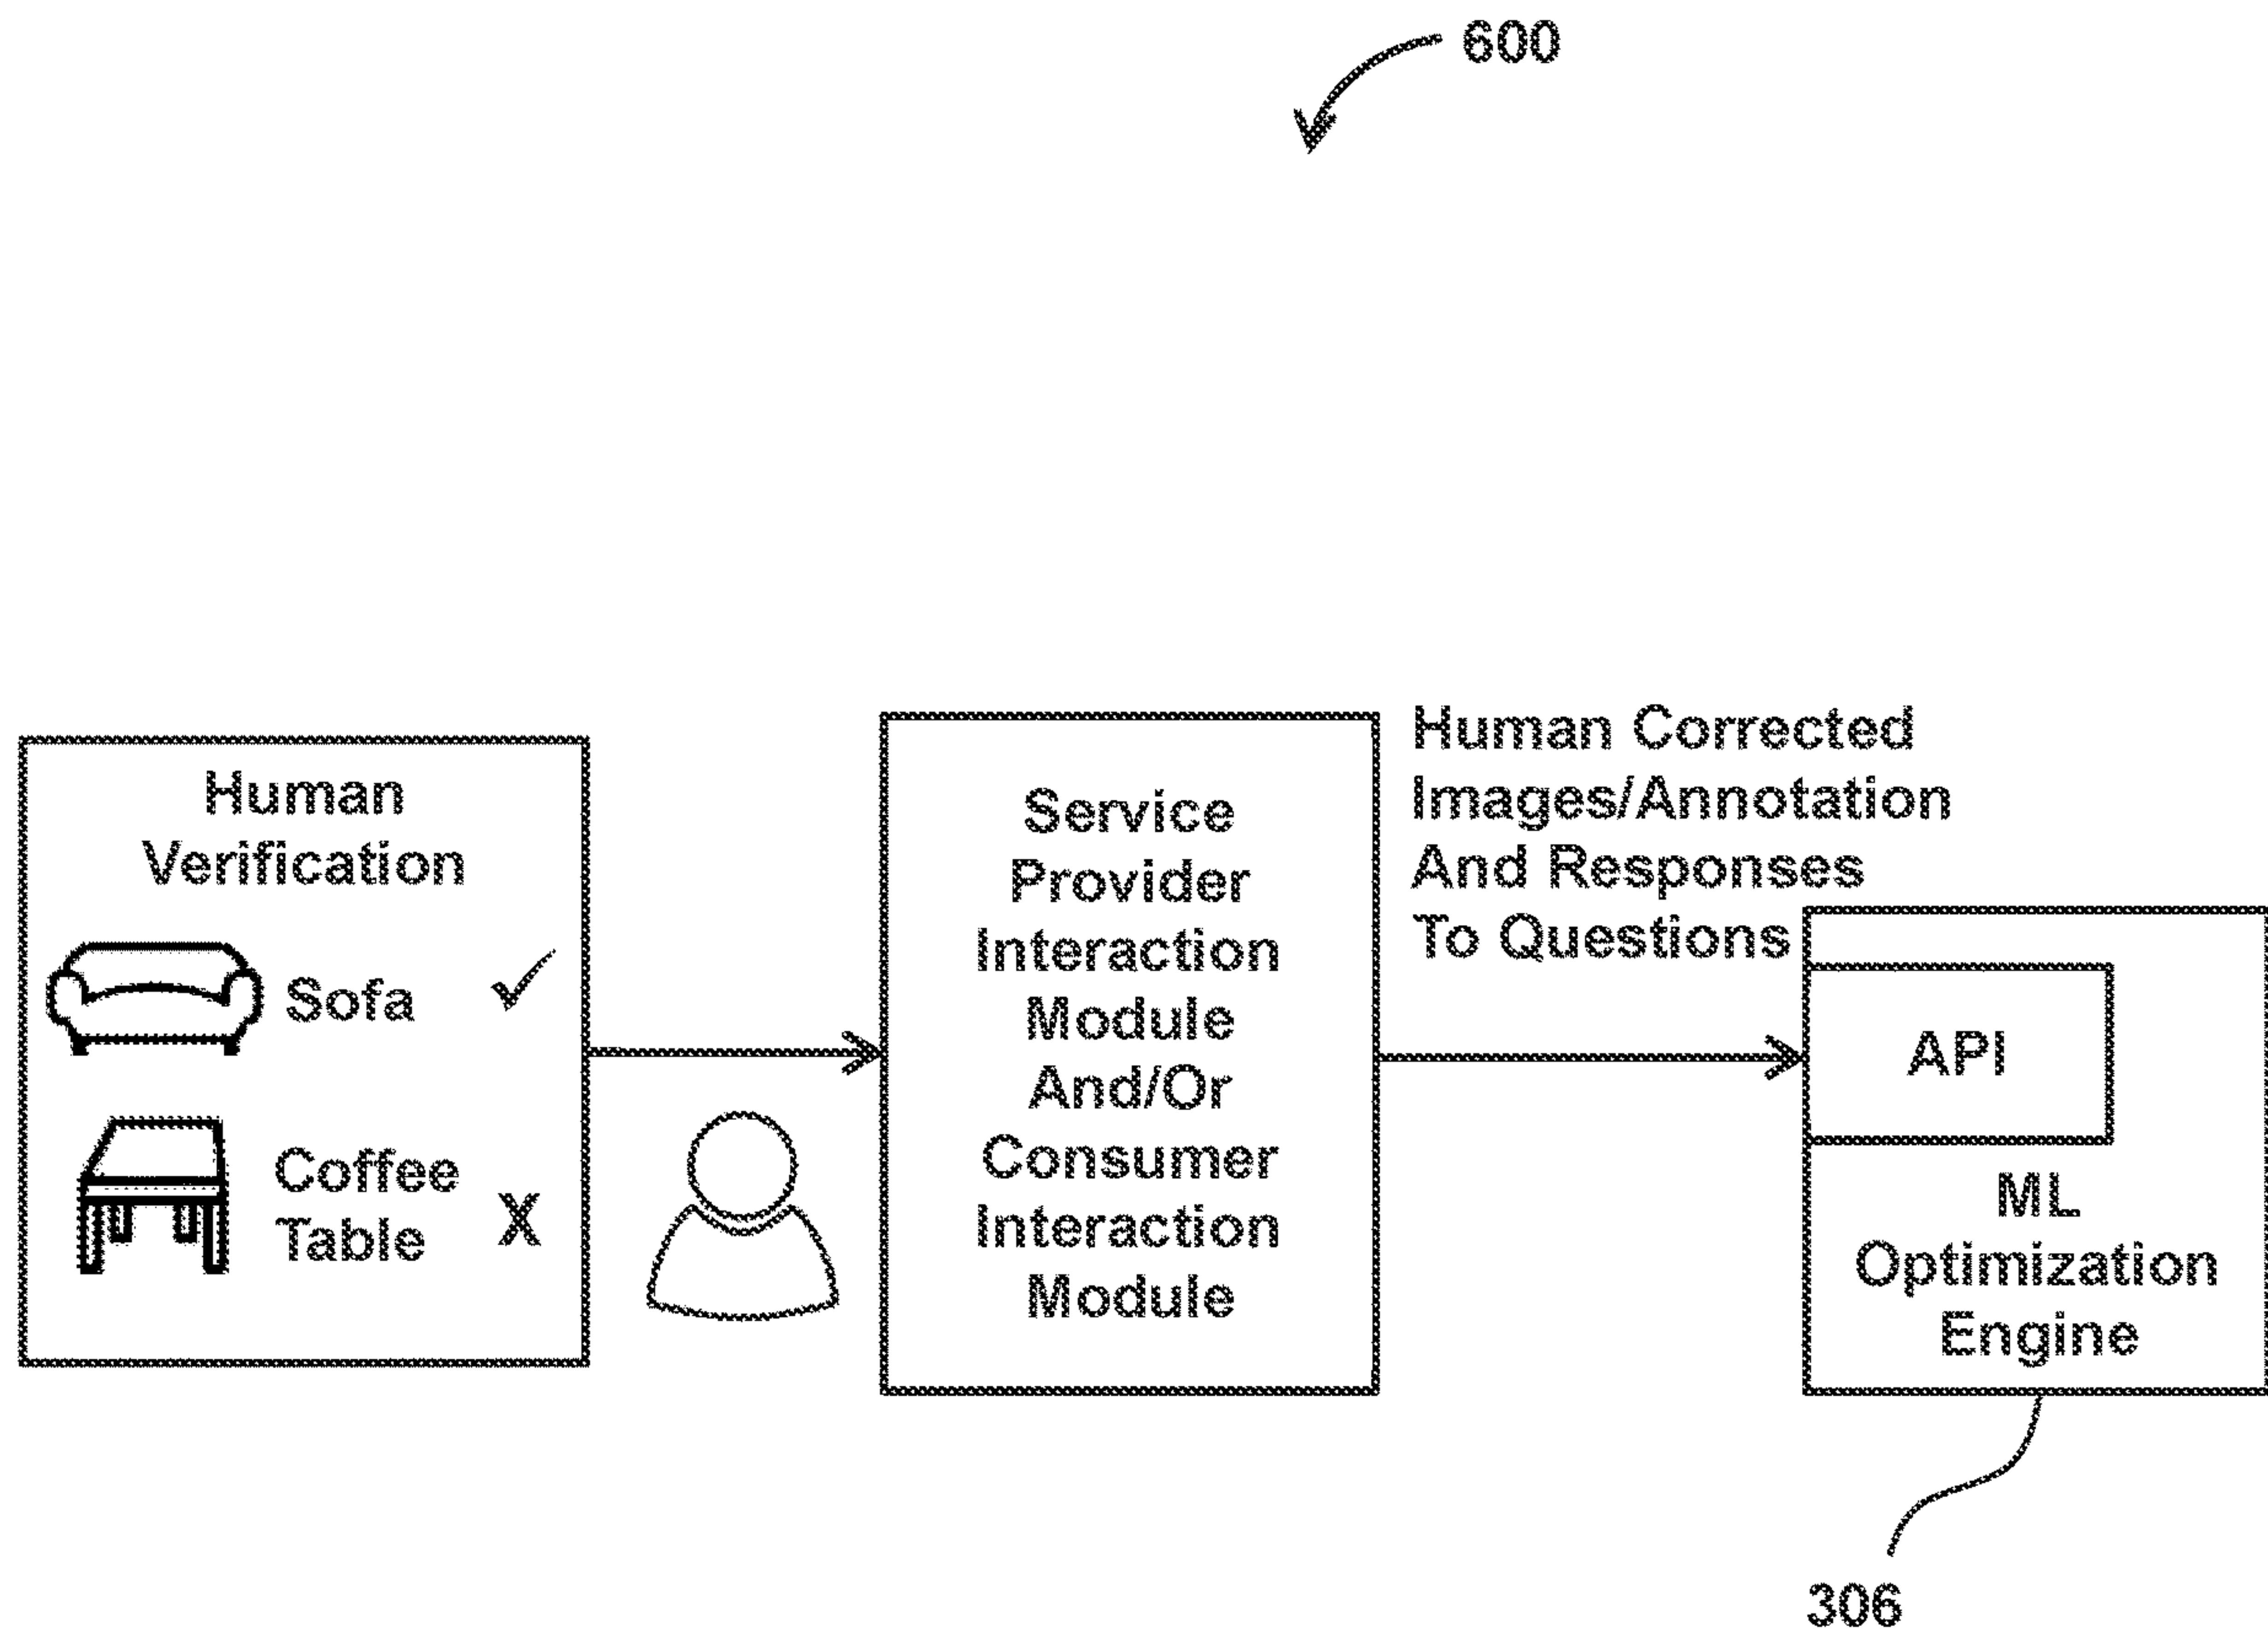 600
Human
Verification
Sofa
Coffee
Table
X
Service
Provider
Interaction
Module
And/Or
Consumer
Interaction
Module
Human Corrected
Images/Annotation
And Responses
To Questions
API
ML
Optimization
Engine
306